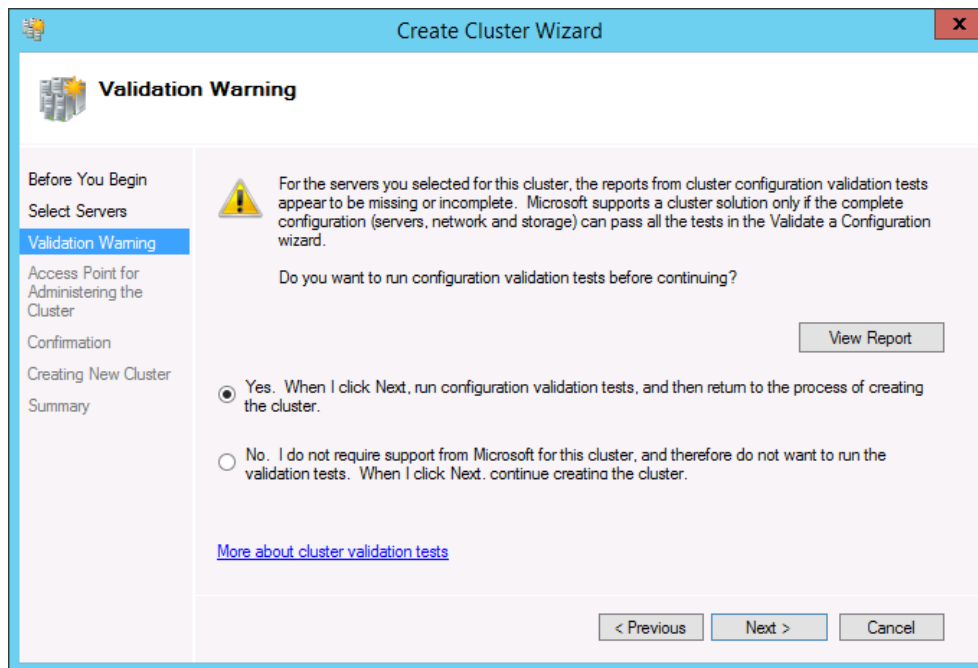 Create Cluster Wizard
x
Validation Warning
Before You Begin
Select Servers
Validation Warning
Access Point for
Administering the
Cluster
Confirmation
Creating New Cluster
Summary
For the servers you selected for this cluster, the reports from cluster configuration validation tests
appear to be missing or incomplete. Microsoft supports a cluster solution only if the complete
configuration (servers, network and storage) can pass all the tests in the Validate a Configuration
wizard.
Do you want to run configuration validation tests before continuing?
View Report
Yes. When I click Next, run configuration validation tests, and then return to the process of creating
the cluster.
No. I do not require support from Microsoft for this cluster, and therefore do not want to run the
validation tests. When I click Next, continue creating the cluster.
More about cluster validation tests
< Previous
Next >
Cancel